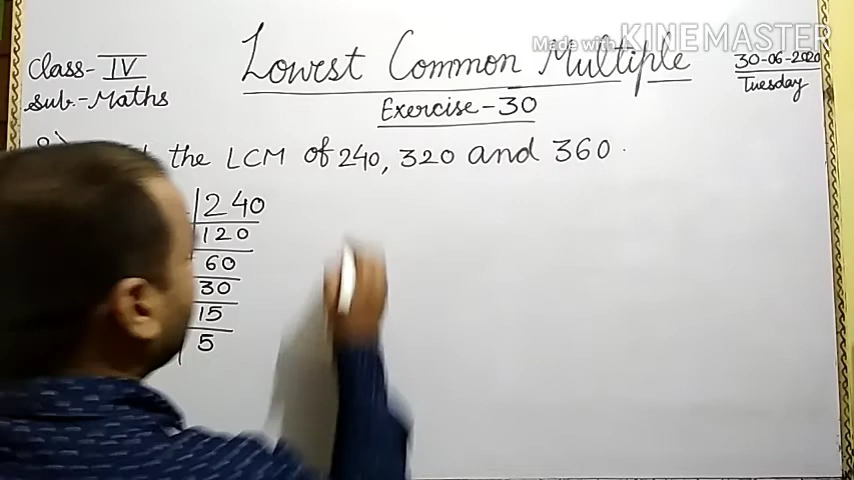 Made with KINEMASTER
Class-IV
Sub.-Maths
Lowest Common Multiple
Exercise-30
30-06-2020
Tuesday
the LCM of 240, 320 and 360.
240
120
60
30
15
5